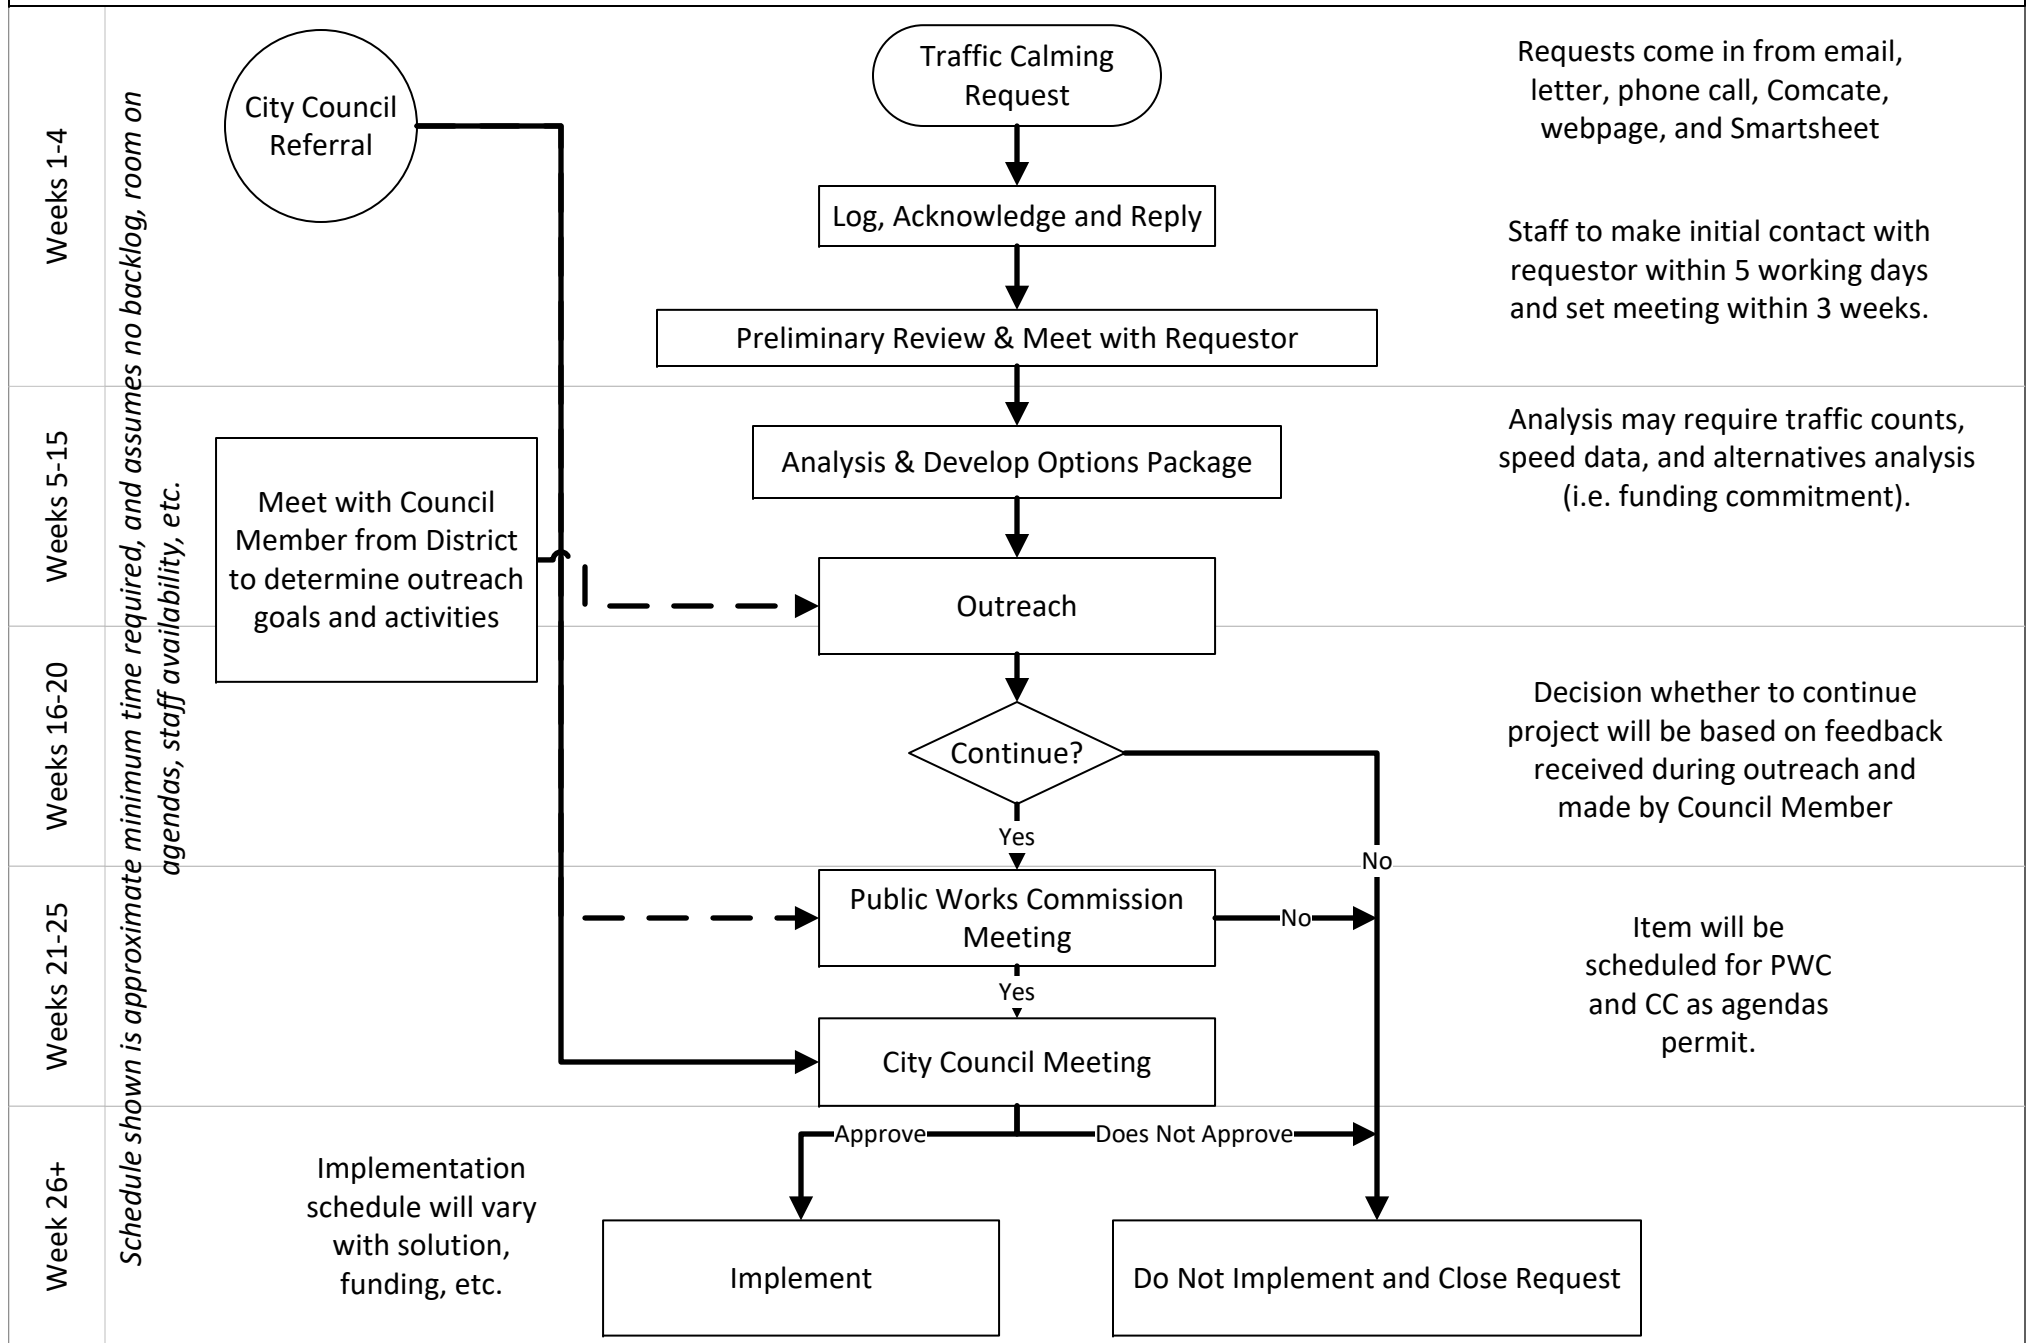 Weeks 1-4
Weeks 5-15
Weeks 16-20
Weeks 21-25
Week 26+
Schedule shown is approximate minimum time required, and assumes no backlog, room on
agendas, staff availability, etc.
City Council
Referral
Traffic Calming
Request
Requests come in from email,
letter, phone call, Comcate,
webpage, and Smartsheet
Log, Acknowledge and Reply
Staff to make initial contact with
requestor within 5 working days
and set meeting within 3 weeks.
Preliminary Review & Meet with Requestor
Analysis & Develop Options Package
Analysis may require traffic counts,
speed data, and alternatives analysis
(i.e. funding commitment).
Meet with Council
Member from District
to determine outreach
goals and activities
Outreach
Continue?
Decision whether to continue
project will be based on feedback
received during outreach and
made by Council Member
Yes
No
Public Works Commission
Meeting
No
Item will be
scheduled for PWC
and CC as agendas
permit.
Yes
City Council Meeting
Approve
Does Not Approve
Implementation
schedule will vary
with solution,
funding, etc.
Implement
Do Not Implement and Close Request